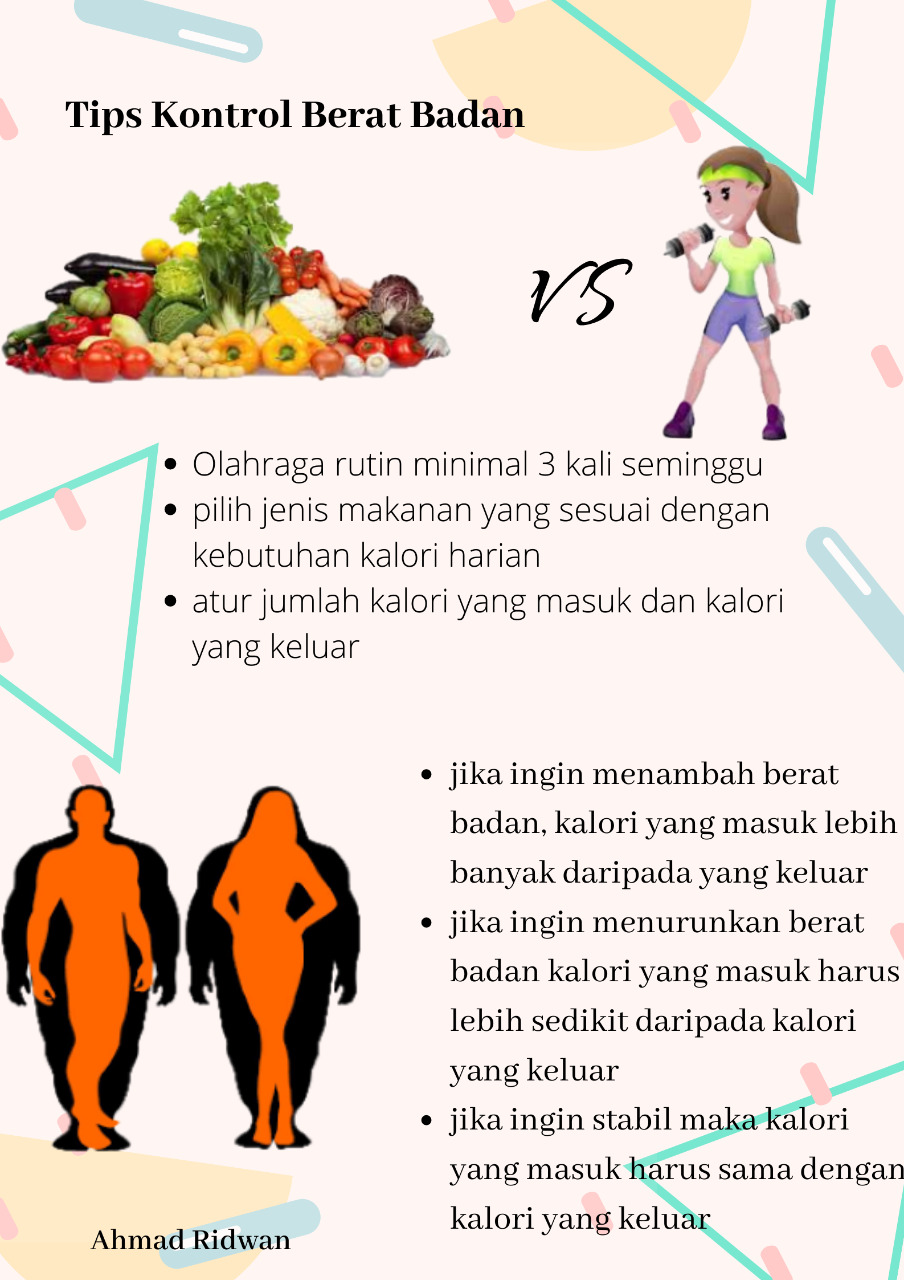 Tips Kontrol Berat Badan
VS
• Olahraga rutin minimal 3 kali seminggu
• pilih jenis makanan yang sesuai dengan
kebutuhan kalori harian
• atur jumlah kalori yang masuk dan kalori
yang keluar
• jika ingin menambah berat
badan, kalori yang masuk lebih
banyak daripada yang keluar
• jika ingin menurunkan berat
badan kalori yang masuk harus
lebih sedikit daripada kalori
yang keluar
• jika ingin stabil maka kalori
yang masuk harus sama dengan
kalori yang keluar
Ahmad Ridwan